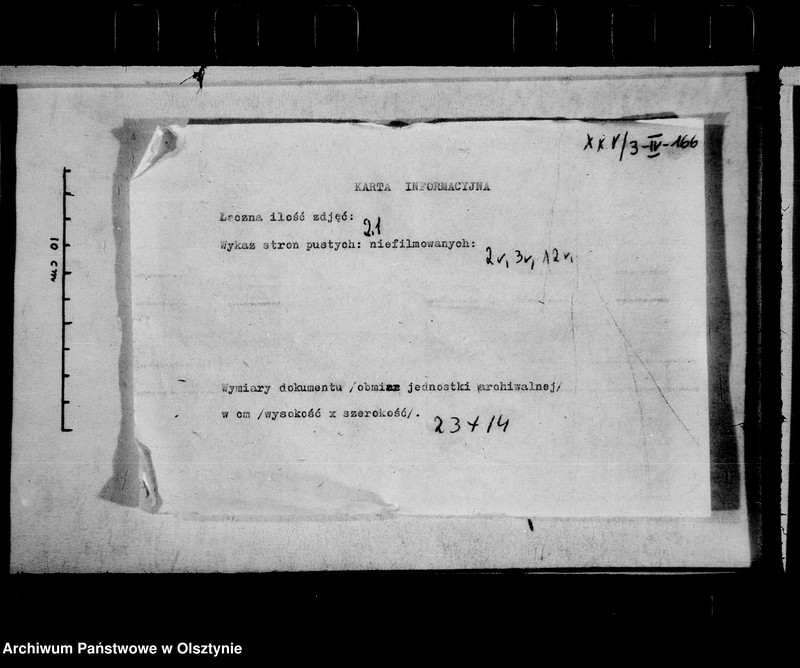 XXV/3-IV-166
KARTA INFORMACYJNA
Łączna ilość zdjęć: 21
Wykaz stron pustych: niefilmowanych: 2v, 3v, 12v,
Wymiary dokumentu /obmiar jednostki archiwalnej/
w cm /wysokość x szerokość/. 23 + 14
10 cm
Archiwum Państwowe w Olsztynie